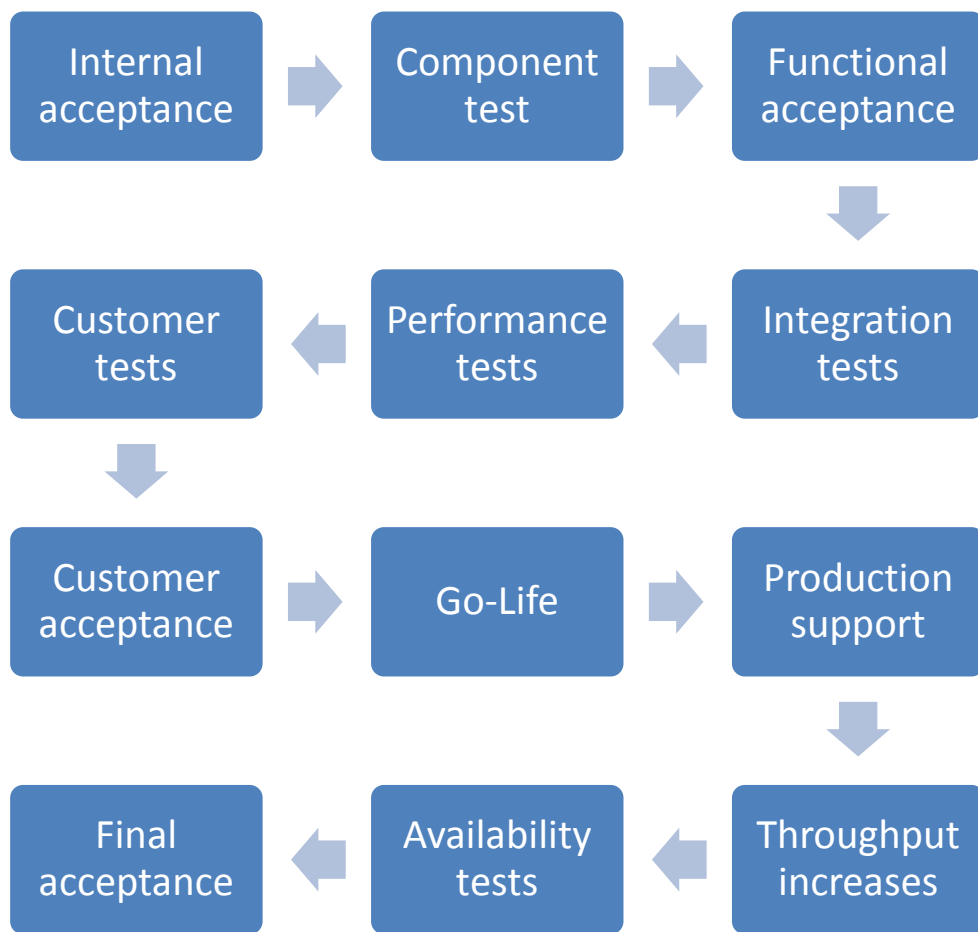 Internal
acceptance
Component
test
Functional
acceptance
Integration
tests
Performance
tests
Customer
tests
Customer
acceptance
Go-Life
Production
support
Throughput
increases
Availability
tests
Final
acceptance